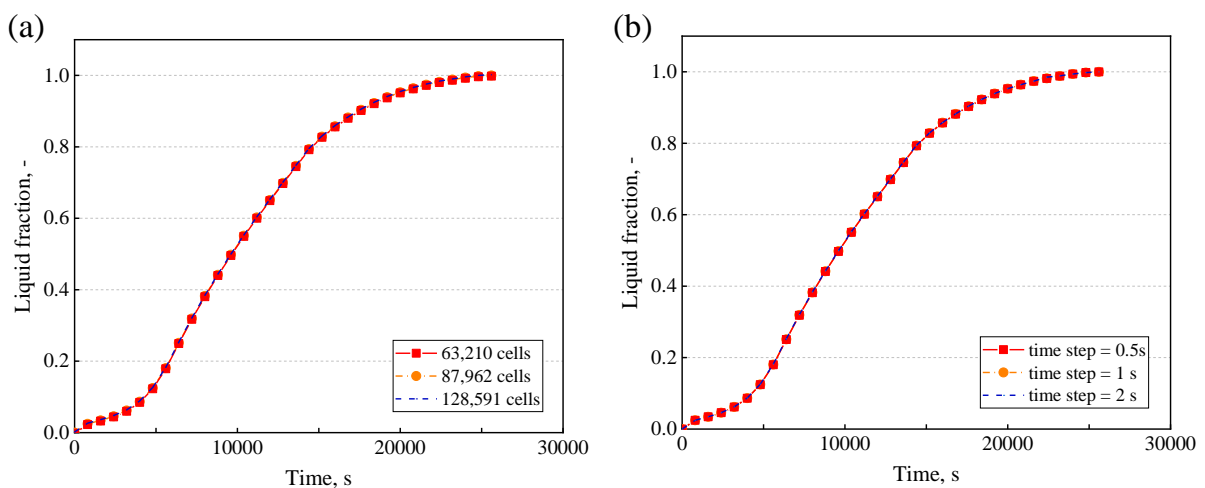 (a)
1.0
0.8
0.6
0.4
0.2
0.0
Liquid fraction, -
63,210 cells
87,962 cells
128,591 cells
0 10000 20000 30000
Time, s
(b)
1.0
0.8
0.6
0.4
0.2
0.0
Liquid fraction, -
time step = 0.5s
time step = 1 s
time step = 2 s
0 10000 20000 30000
Time, s